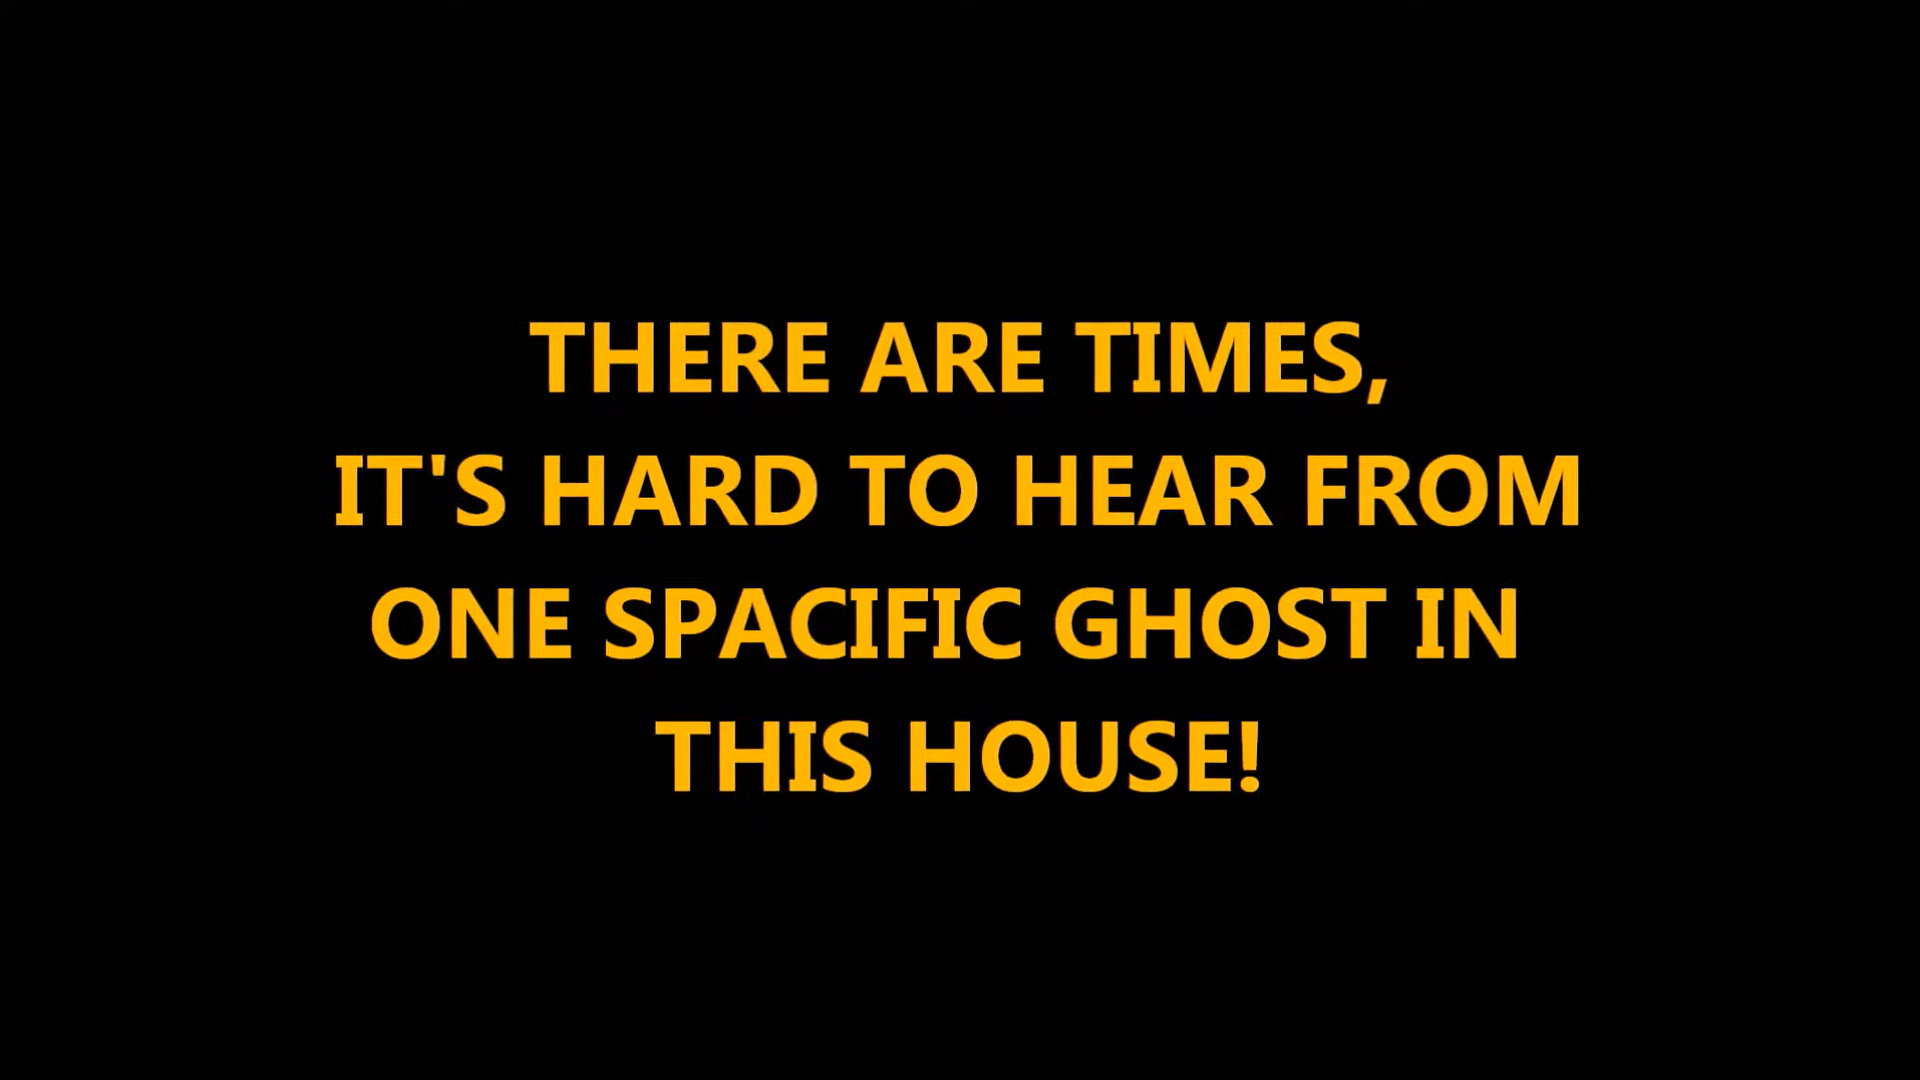 THERE ARE TIMES,
IT'S HARD TO HEAR FROM
ONE SPACIFIC GHOST IN
THIS HOUSE!